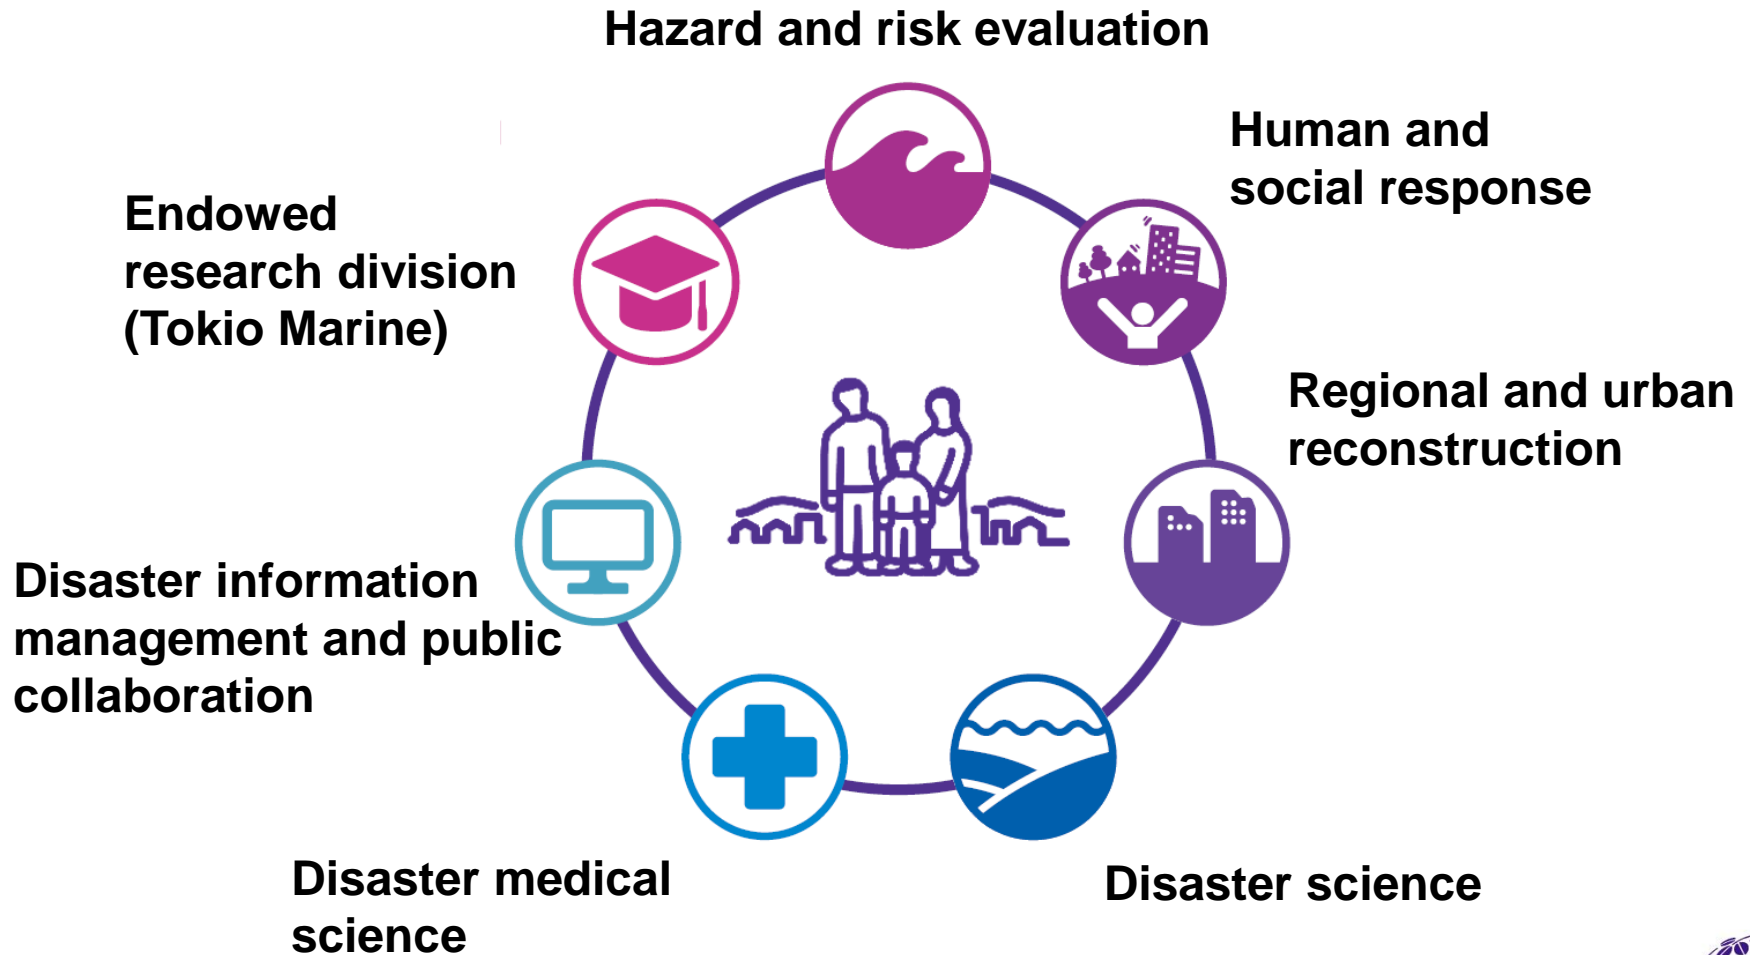 Hazard and risk evaluation
Human and
social response
Endowed
research division
(Tokio Marine)
Regional and urban
reconstruction
Disaster information
management and public
collaboration
Disaster medical
science
Disaster science